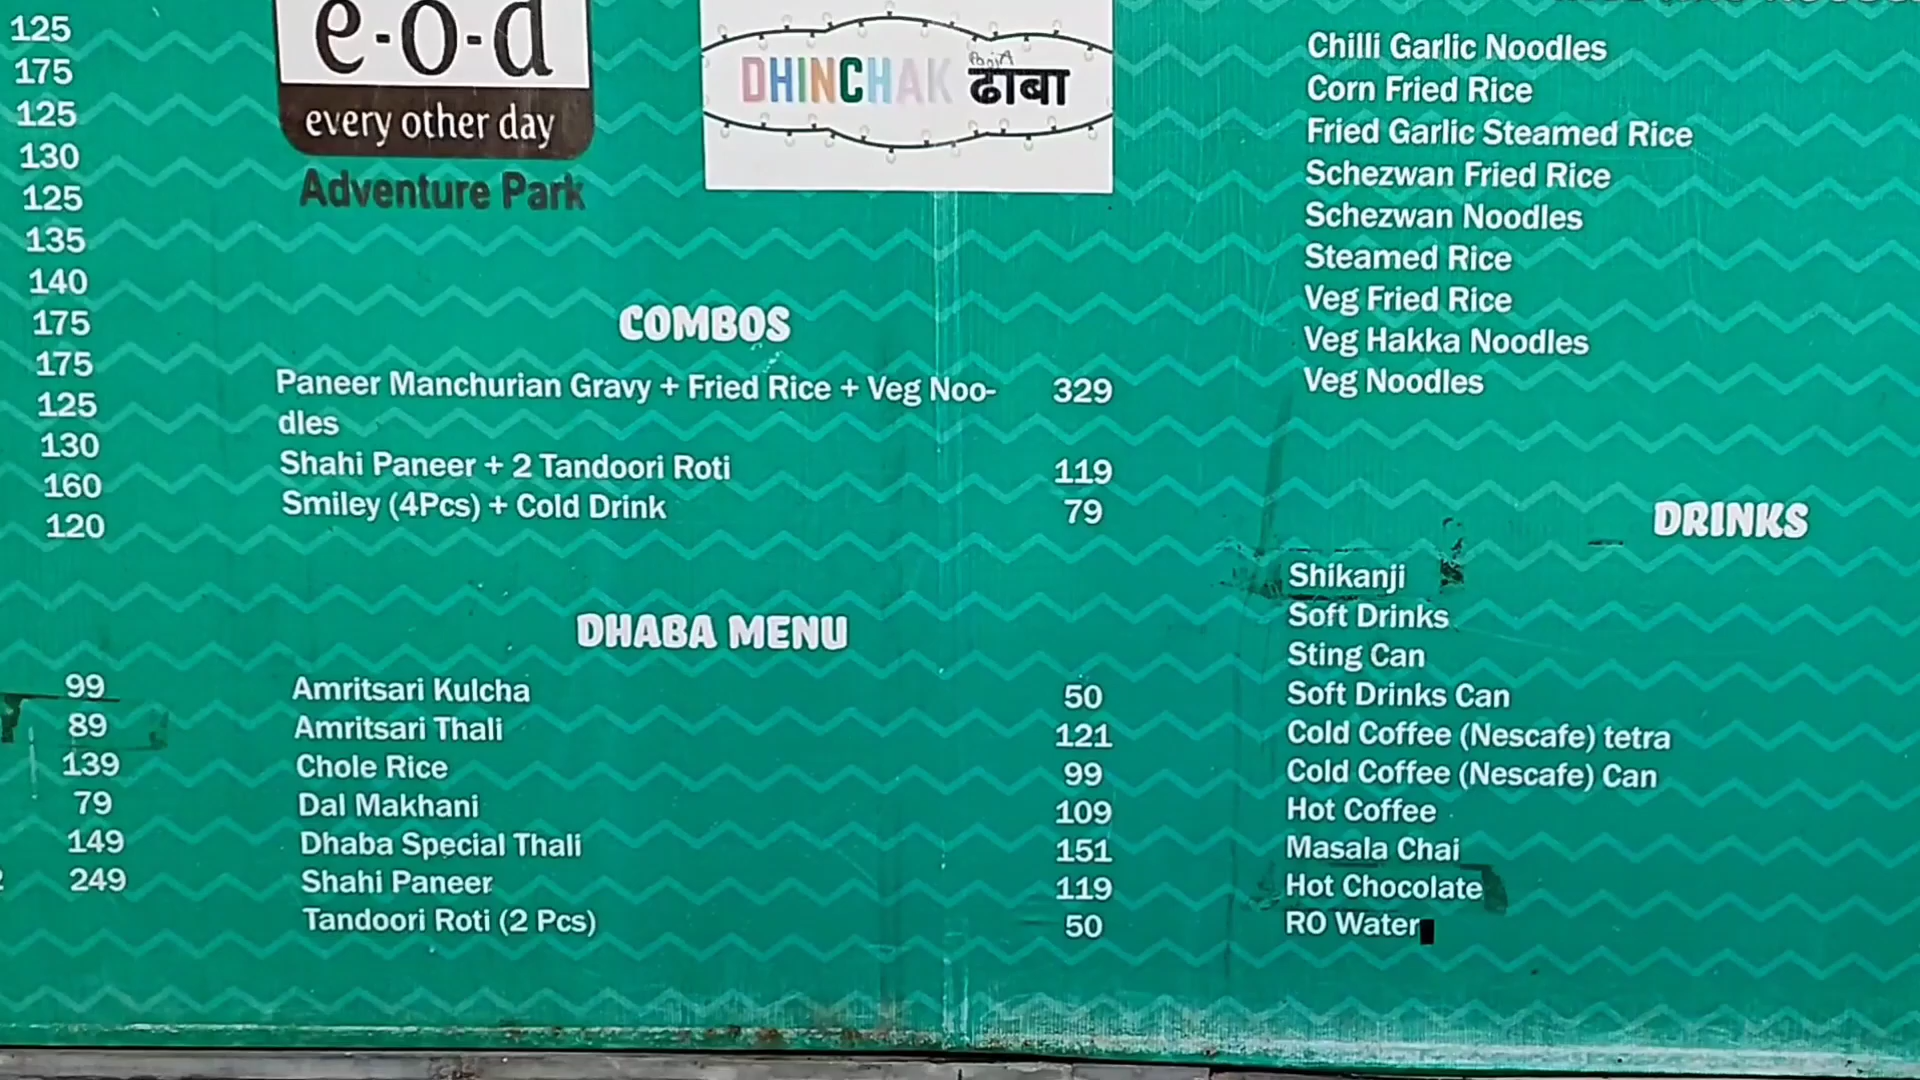 125
175
125
130
125
135
140
175
175
125
130
160
120
99
89
139
79
149
249
e·o·d
every other day
Adventure Park
DHINCHAK ढाबा
COMBOS
Paneer Manchurian Gravy + Fried Rice + Veg Noo- 329
dles
Shahi Paneer + 2 Tandoori Roti 119
Smiley (4Pcs) + Cold Drink 79
DHABA MENU
Amritsari Kulcha 50
Amritsari Thali 121
Chole Rice 99
Dal Makhani 109
Dhaba Special Thali 151
Shahi Paneer 119
Tandoori Roti (2 Pcs) 50
Chilli Garlic Noodles
Corn Fried Rice
Fried Garlic Steamed Rice
Schezwan Fried Rice
Schezwan Noodles
Steamed Rice
Veg Fried Rice
Veg Hakka Noodles
Veg Noodles
DRINKS
Shikanji
Soft Drinks
Sting Can
Soft Drinks Can
Cold Coffee (Nescafe) tetra
Cold Coffee (Nescafe) Can
Hot Coffee
Masala Chai
Hot Chocolate
RO Water